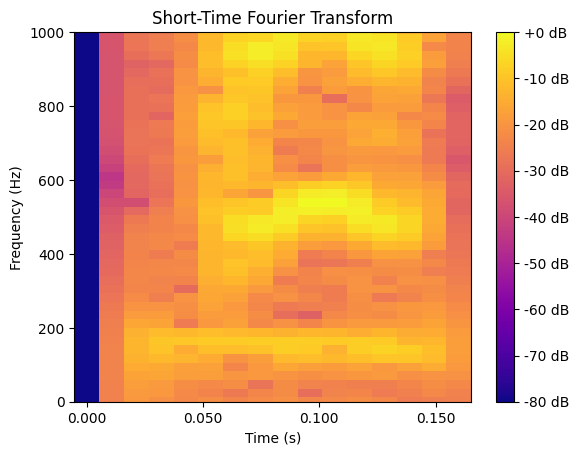 Short-Time Fourier Transform
1000
800
600
400
200
0
Frequency (Hz)
0.000
0.050
0.100
0.150
Time (s)
+0 dB
-10 dB
-20 dB
-30 dB
-40 dB
-50 dB
-60 dB
-70 dB
-80 dB